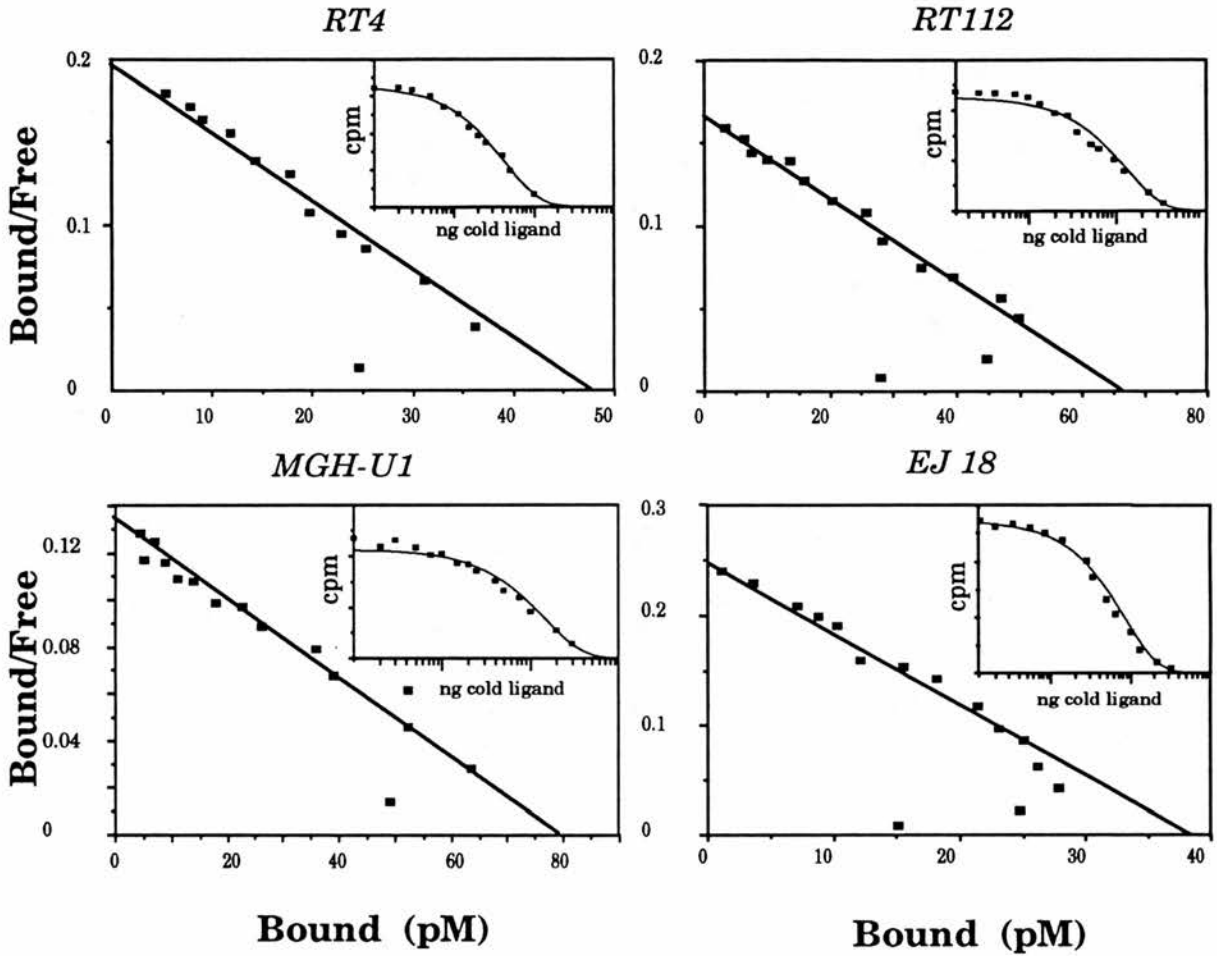 RT4
0.2
0.1
0
0 10 20 30 40 50
Bound/Free
cpm
ng cold ligand
RT112
0.2
0.1
0
0 20 40 60 80
cpm
ng cold ligand
MGH-U1
0.12
0.08
0.04
0
0 20 40 60 80
Bound/Free
cpm
ng cold ligand
Bound (pM)
EJ 18
0.3
0.2
0.1
0
0 10 20 30 40
cpm
ng cold ligand
Bound (pM)